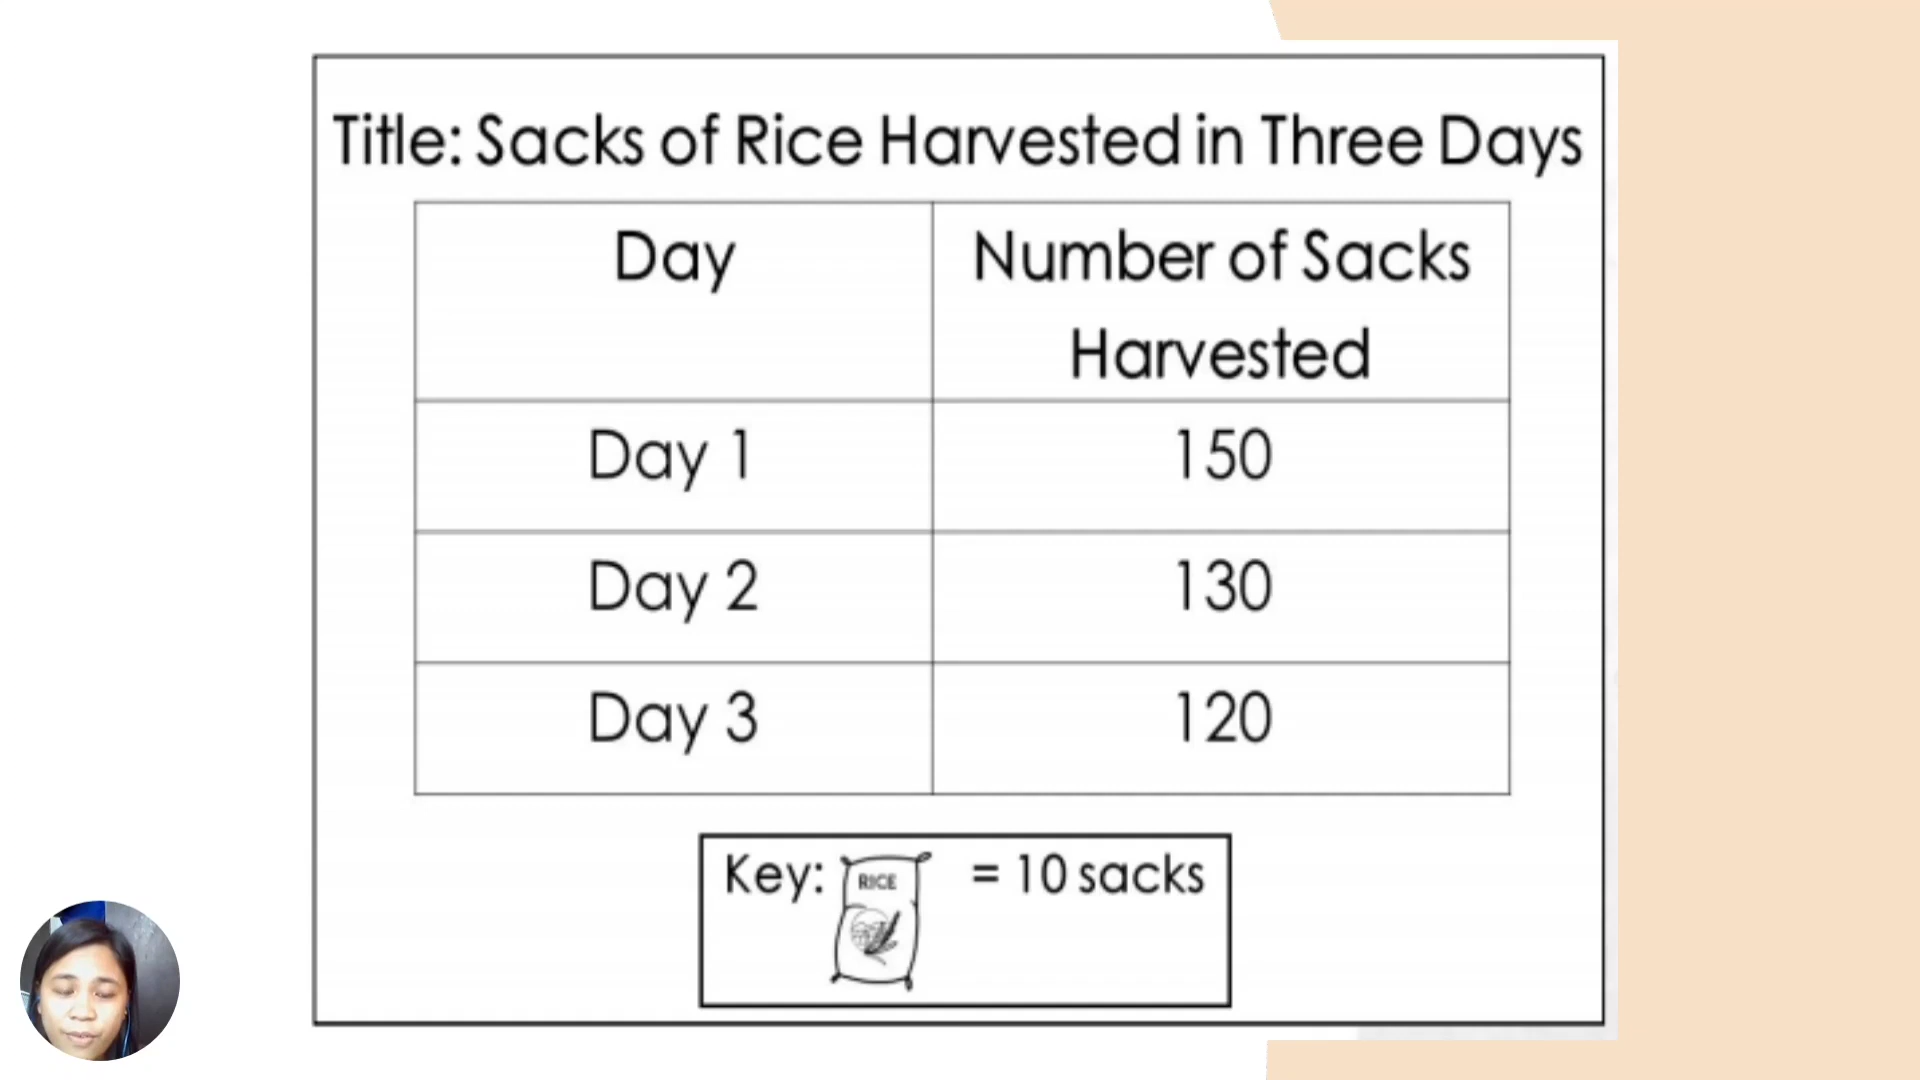 Title: Sacks of Rice Harvested in Three Days
Day
Number of Sacks
Harvested
Day 1
150
Day 2
130
Day 3
120
Key: RICE = 10 sacks